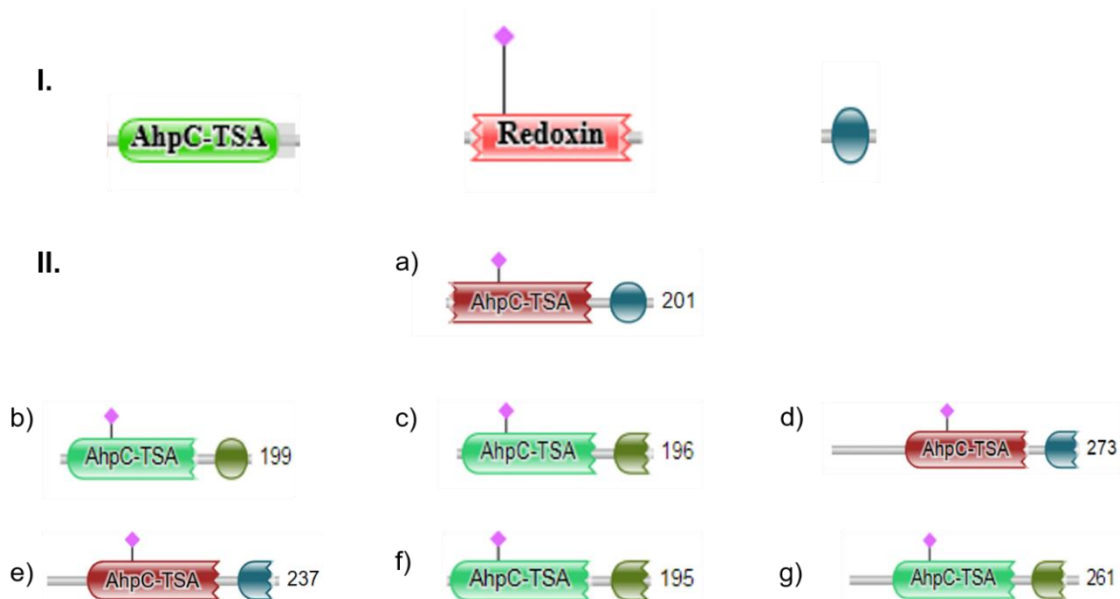 I.
AhpC-TSA
Redoxin
II.
a) AhpC-TSA 201
b) AhpC-TSA 199
c) AhpC-TSA 196
d) AhpC-TSA 273
e) AhpC-TSA 237
f) AhpC-TSA 195
g) AhpC-TSA 261